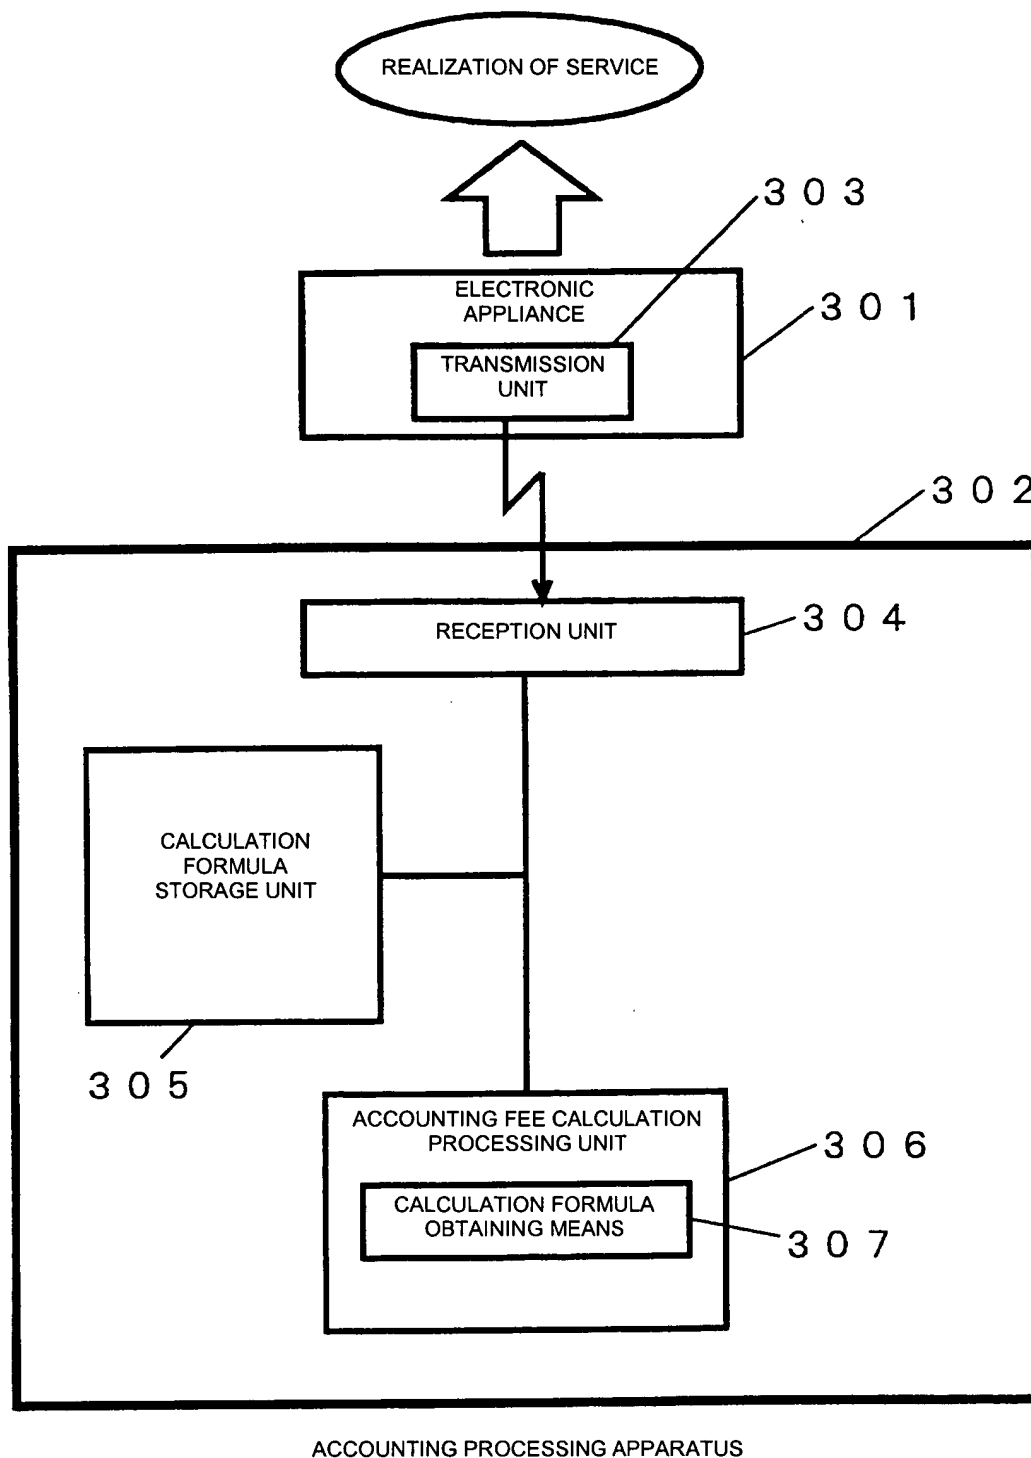 REALIZATION OF SERVICE
303
ELECTRONIC
APPLIANCE
301
TRANSMISSION
UNIT
302
RECEPTION UNIT
304
CALCULATION
FORMULA
STORAGE UNIT
305
ACCOUNTING FEE CALCULATION
PROCESSING UNIT
306
CALCULATION FORMULA
OBTAINING MEANS
307
ACCOUNTING PROCESSING APPARATUS